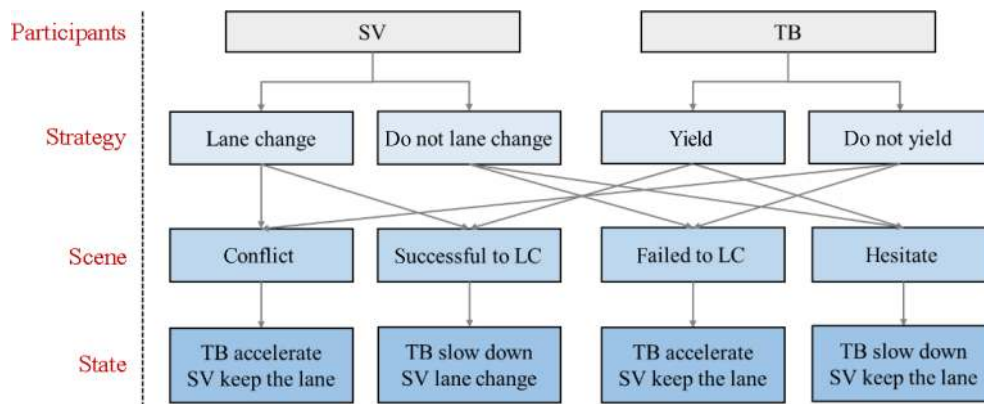 Participants
SV
TB
Strategy
Lane change
Do not lane change
Yield
Do not yield
Scene
Conflict
Successful to LC
Failed to LC
Hesitate
State
TB accelerate
SV keep the lane
TB slow down
SV lane change
TB accelerate
SV keep the lane
TB slow down
SV keep the lane